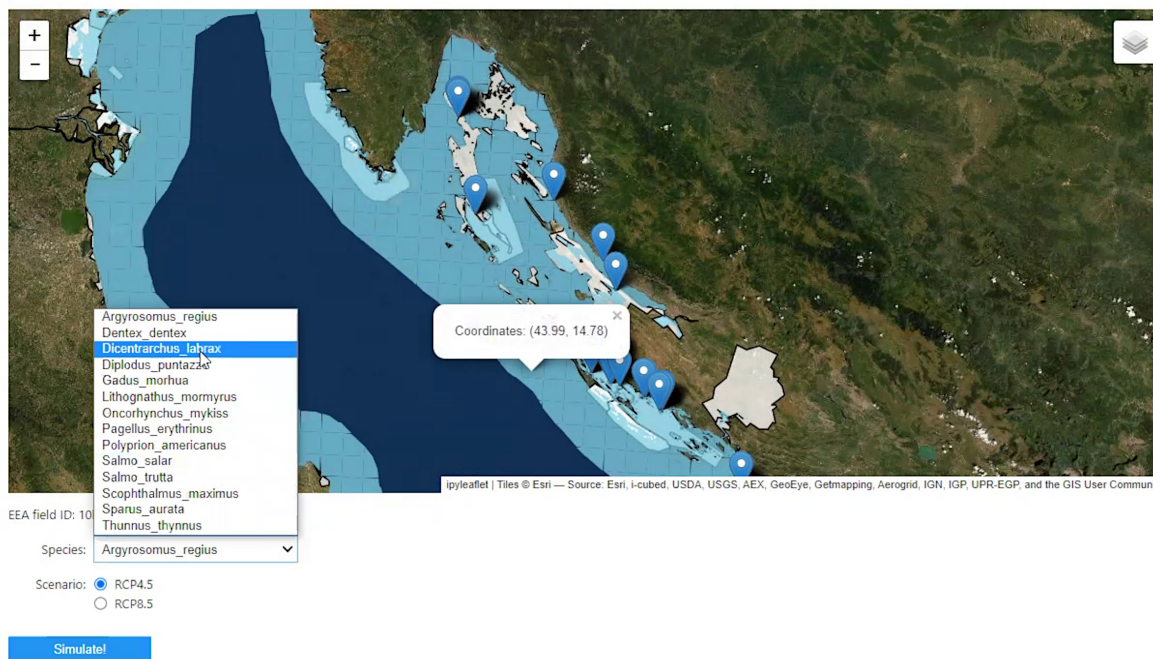 +
−
×
Coordinates: (43.99, 14.78)
Argyrosomus_regius
Dentex_dentex
Dicentrarchus_labrax
Diplodus_puntazzo
Gadus_morhua
Lithognathus_mormyrus
Oncorhynchus_mykiss
Pagellus_erythrinus
Polyprion_americanus
Salmo_salar
Salmo_trutta
Scophthalmus_maximus
Sparus_aurata
Thunnus_thynnus
ipyleaflet | Tiles © Esri — Source: Esri, i-cubed, USDA, USGS, AEX, GeoEye, Getmapping, Aerogrid, IGN, IGP, UPR-EGP, and the GIS User Commun
EEA field ID:
Species: Argyrosomus_regius
Scenario: RCP4.5
RCP8.5
Simulate!